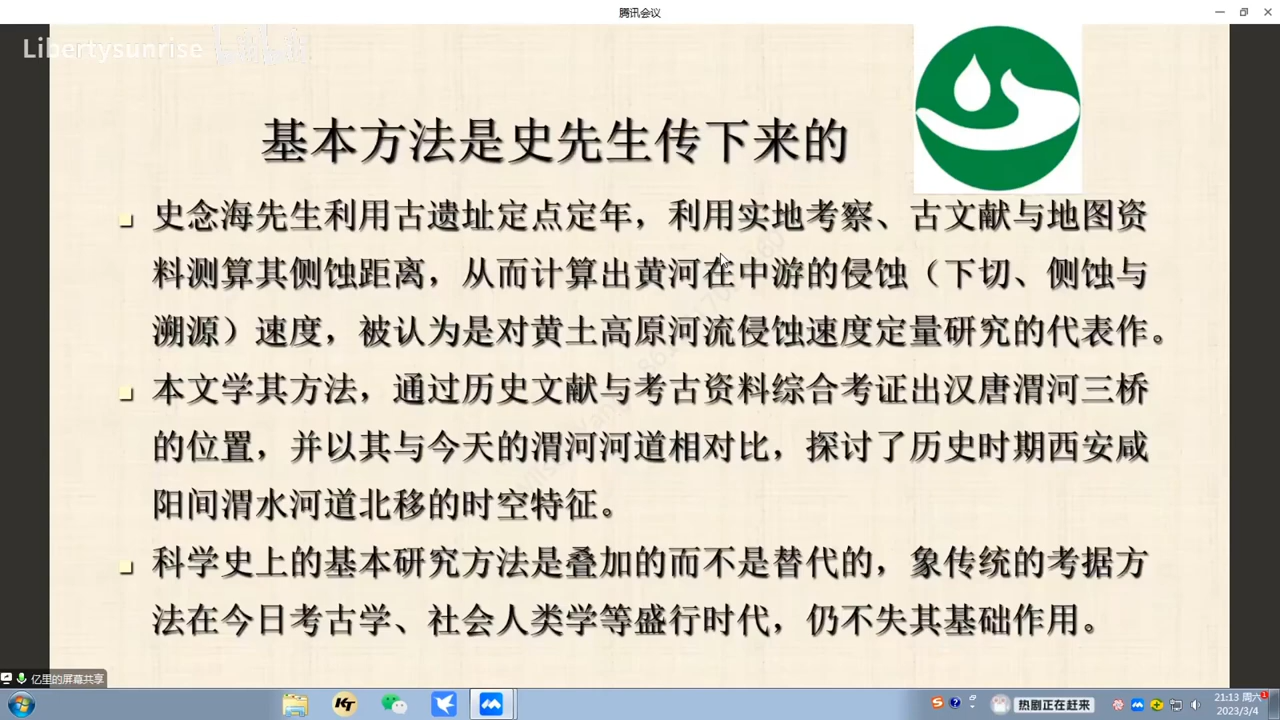 腾讯会议
Libertysunrise bilibili
基本方法是史先生传下来的
史念海先生利用古遗址定点定年，利用实地考察、古文献与地图资
料测算其侧蚀距离，从而计算出黄河在中游的侵蚀（下切、侧蚀与
溯源）速度，被认为是对黄土高原河流侵蚀速度定量研究的代表作。
本文学其方法，通过历史文献与考古资料综合考证出汉唐渭河三桥
的位置，并以其与今天的渭河河道相对比，探讨了历史时期西安咸
阳间渭水河道北移的时空特征。
科学史上的基本研究方法是叠加的而不是替代的，象传统的考据方
法在今日考古学、社会人类学等盛行时代，仍不失其基础作用。
亿里的屏幕共享
KT
热剧正在赶来
21:13 周六
2023/3/4